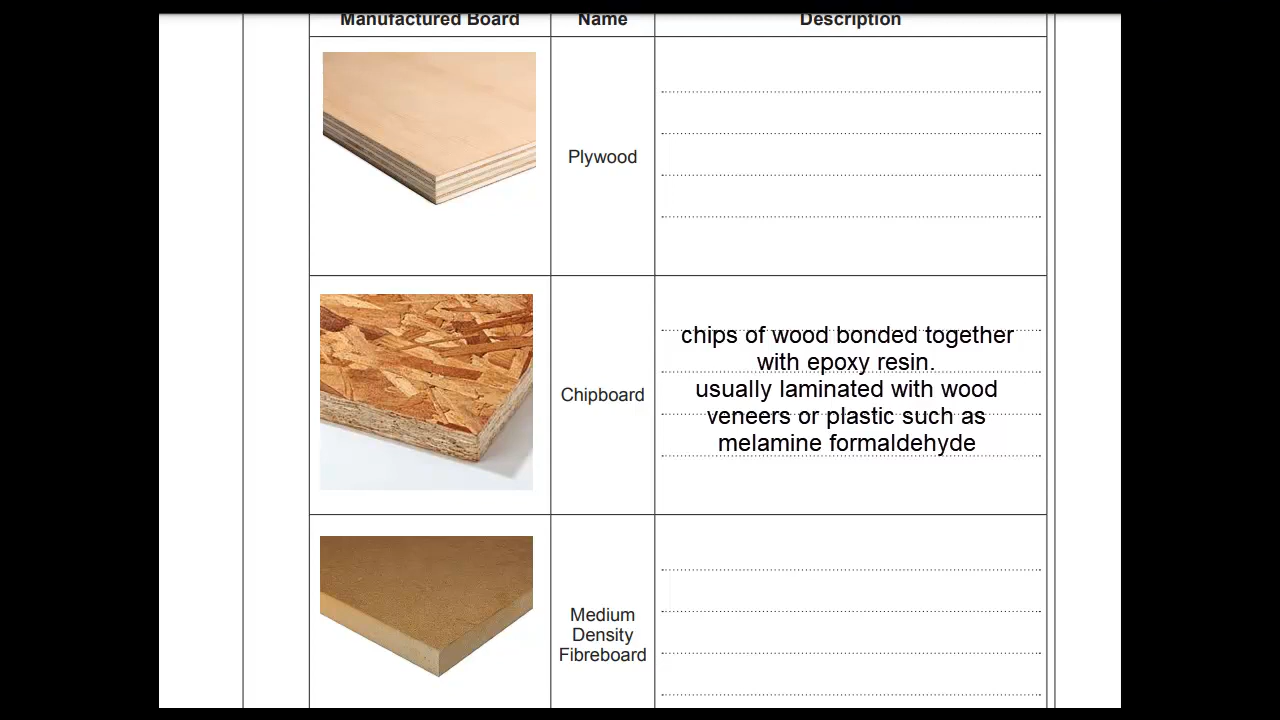 Manufactured Board Name Description
Plywood
Chipboard
chips of wood bonded together
with epoxy resin.
usually laminated with wood
veneers or plastic such as
melamine formaldehyde
Medium
Density
Fibreboard